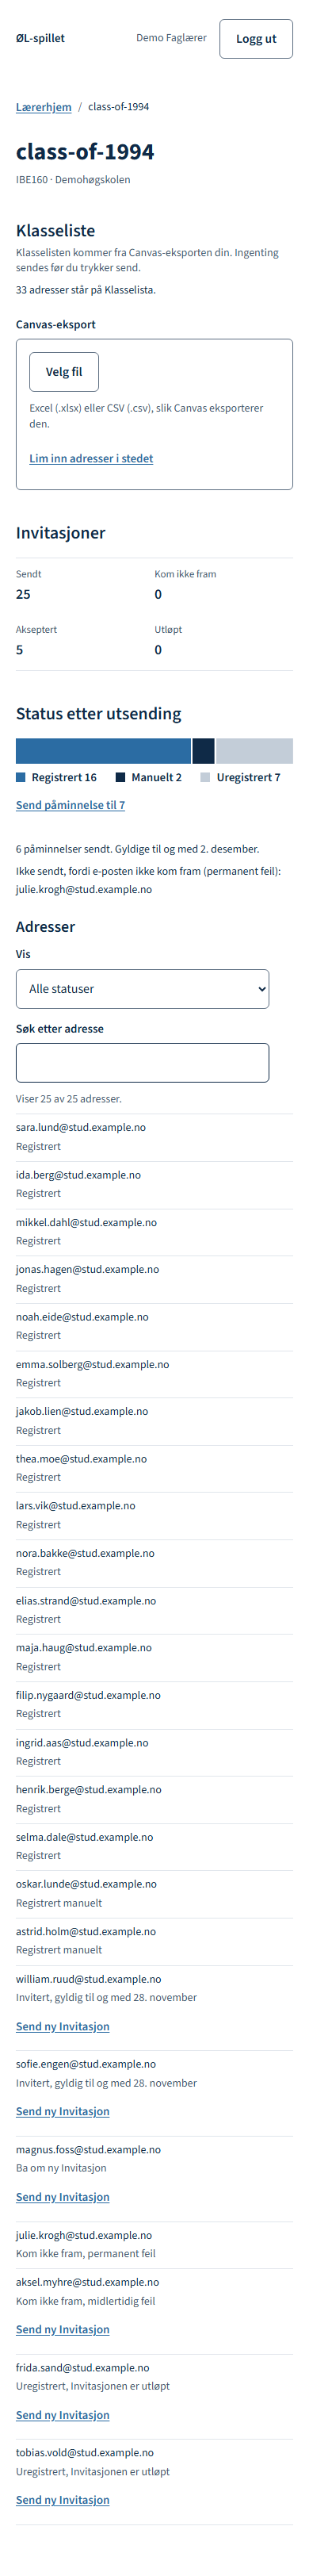 ØL-spillet
Demo Faglærer
Logg ut
Lærerhjem / class-of-1994
class-of-1994
IBE160 · Demohøgskolen
Klasseliste
Klasselisten kommer fra Canvas-eksporten din. Ingenting
sendes før du trykker send.
33 adresser står på Klasselista.
Canvas-eksport
Velg fil
Excel (.xlsx) eller CSV (.csv), slik Canvas eksporterer
den.
Lim inn adresser i stedet
Invitasjoner
Sendt
Kom ikke fram
25
0
Akseptert
Utløpt
5
0
Status etter utsending
Registrert 16
Manuelt 2
Uregistrert 7
Send påminnelse til 7
6 påminnelser sendt. Gyldige til og med 2. desember.
Ikke sendt, fordi e-posten ikke kom fram (permanent feil):
julie.krogh@stud.example.no
Adresser
Vis
Alle statuser
Søk etter adresse
Viser 25 av 25 adresser.
sara.lund@stud.example.no
Registrert
ida.berg@stud.example.no
Registrert
mikkel.dahl@stud.example.no
Registrert
jonas.hagen@stud.example.no
Registrert
noah.eide@stud.example.no
Registrert
emma.solberg@stud.example.no
Registrert
jakob.lien@stud.example.no
Registrert
thea.moe@stud.example.no
Registrert
lars.vik@stud.example.no
Registrert
nora.bakke@stud.example.no
Registrert
elias.strand@stud.example.no
Registrert
maja.haug@stud.example.no
Registrert
filip.nygaard@stud.example.no
Registrert
ingrid.aas@stud.example.no
Registrert
henrik.berge@stud.example.no
Registrert
selma.dale@stud.example.no
Registrert
oskar.lunde@stud.example.no
Registrert manuelt
astrid.holm@stud.example.no
Registrert manuelt
william.ruud@stud.example.no
Invitert, gyldig til og med 28. november
Send ny Invitasjon
sofie.engen@stud.example.no
Invitert, gyldig til og med 28. november
Send ny Invitasjon
magnus.foss@stud.example.no
Ba om ny Invitasjon
Send ny Invitasjon
julie.krogh@stud.example.no
Kom ikke fram, permanent feil
aksel.myhre@stud.example.no
Kom ikke fram, midlertidig feil
Send ny Invitasjon
frida.sand@stud.example.no
Uregistrert, Invitasjonen er utløpt
Send ny Invitasjon
tobias.vold@stud.example.no
Uregistrert, Invitasjonen er utløpt
Send ny Invitasjon